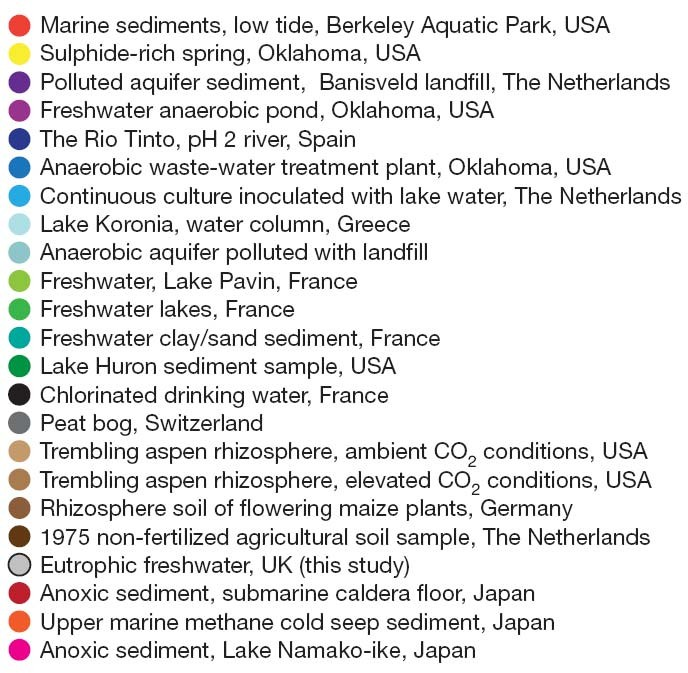 Marine sediments, low tide, Berkeley Aquatic Park, USA
Sulphide-rich spring, Oklahoma, USA
Polluted aquifer sediment,  Banisveld landfill, The Netherlands
Freshwater anaerobic pond, Oklahoma, USA
The Rio Tinto, pH 2 river, Spain
Anaerobic waste-water treatment plant, Oklahoma, USA
Continuous culture inoculated with lake water, The Netherlands
Lake Koronia, water column, Greece
Anaerobic aquifer polluted with landfill
Freshwater, Lake Pavin, France
Freshwater lakes, France
Freshwater clay/sand sediment, France
Lake Huron sediment sample, USA
Chlorinated drinking water, France
Peat bog, Switzerland
Trembling aspen rhizosphere, ambient CO2 conditions, USA
Trembling aspen rhizosphere, elevated CO2 conditions, USA
Rhizosphere soil of flowering maize plants, Germany
1975 non-fertilized agricultural soil sample, The Netherlands
Eutrophic freshwater, UK (this study)
Anoxic sediment, submarine caldera floor, Japan
Upper marine methane cold seep sediment, Japan
Anoxic sediment, Lake Namako-ike, Japan